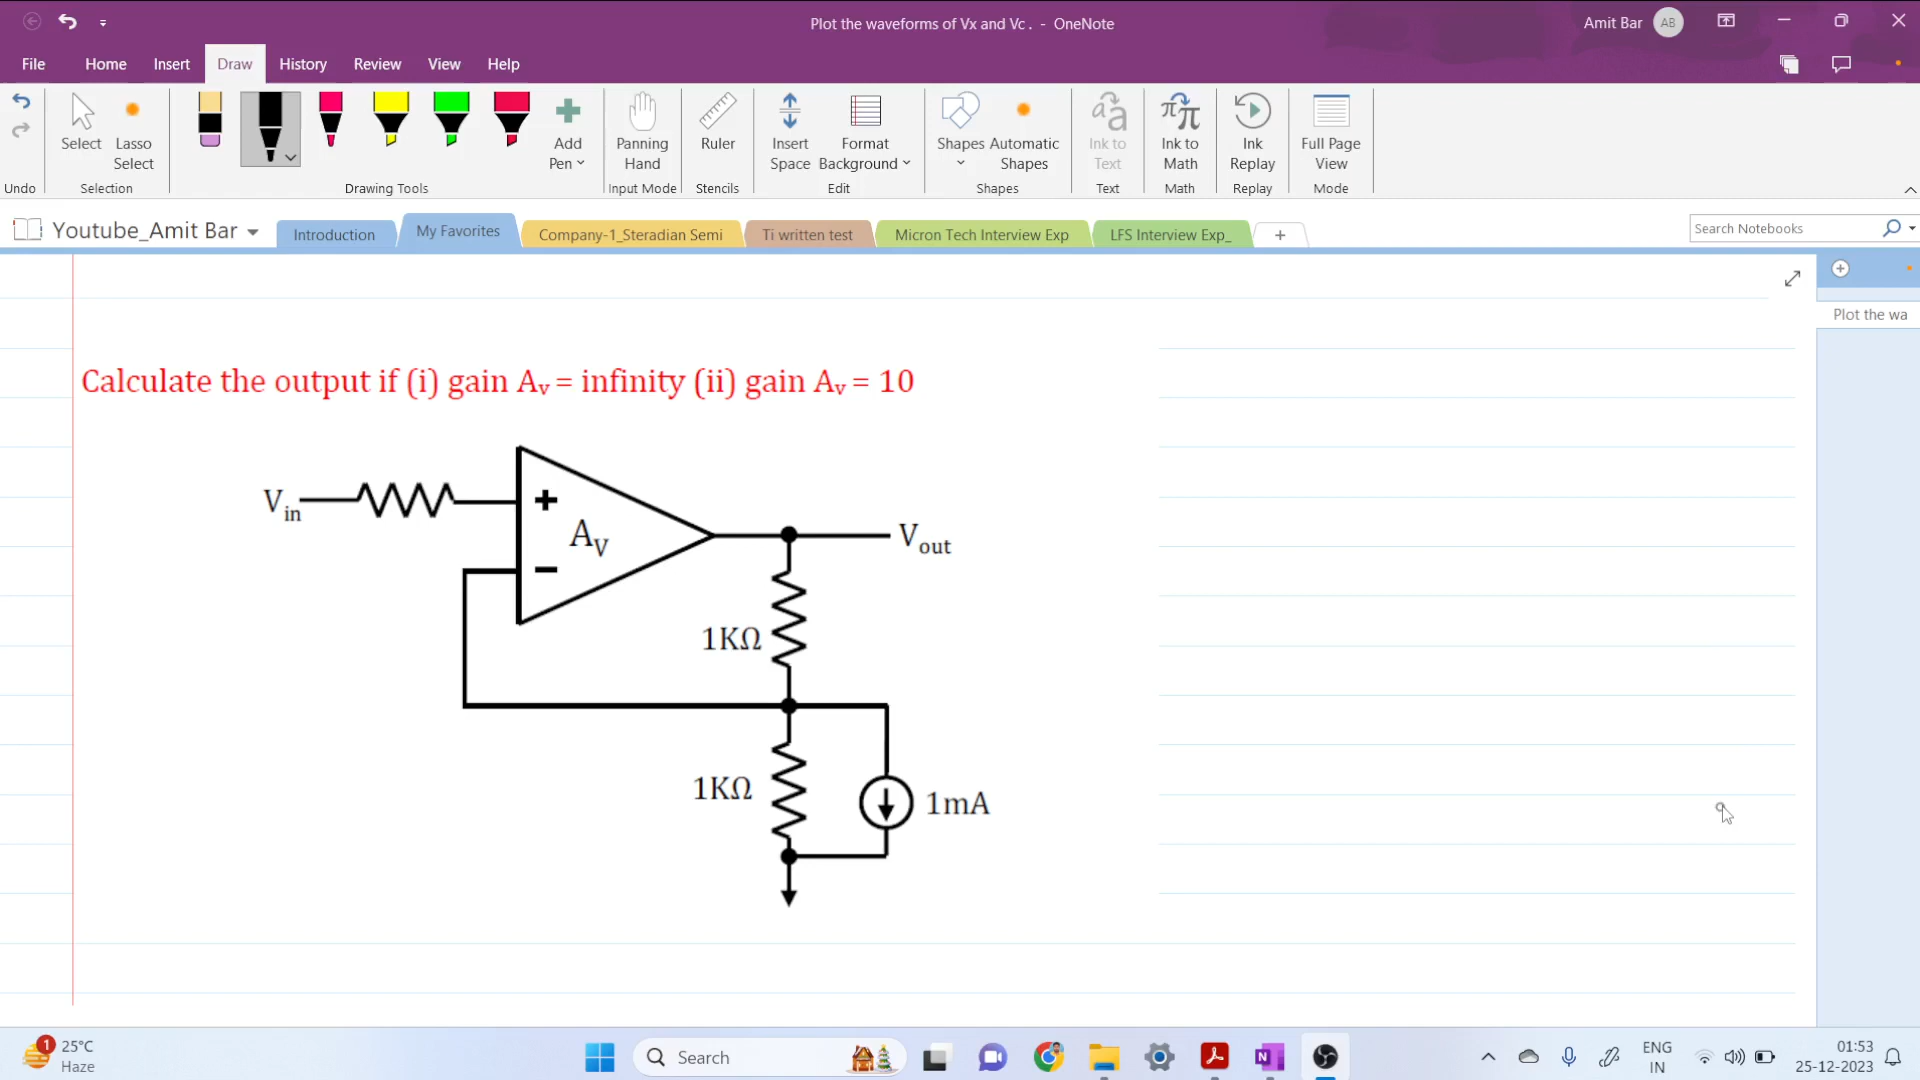 Plot the waveforms of Vx and Vc . - OneNote
Amit Bar AB
File Home Insert Draw History Review View Help
Select
Lasso Select
Add Pen
Panning Hand
Ruler
Insert Space
Format Background
Shapes
Automatic Shapes
Ink to Text
Ink to Math
Ink Replay
Full Page View
Undo Selection Drawing Tools Input Mode Stencils Edit Shapes Text Math Replay Mode
Youtube_Amit Bar Introduction My Favorites Company-1_Steradian Semi Ti written test Micron Tech Interview Exp LFS Interview Exp_ + Search Notebooks
Plot the wa
Calculate the output if (i) gain Av = infinity (ii) gain Av = 10
Vin
+
AV
−
Vout
1KΩ
1KΩ
1mA
1
25°C
Haze
Search
ENG
IN
01:53
25-12-2023